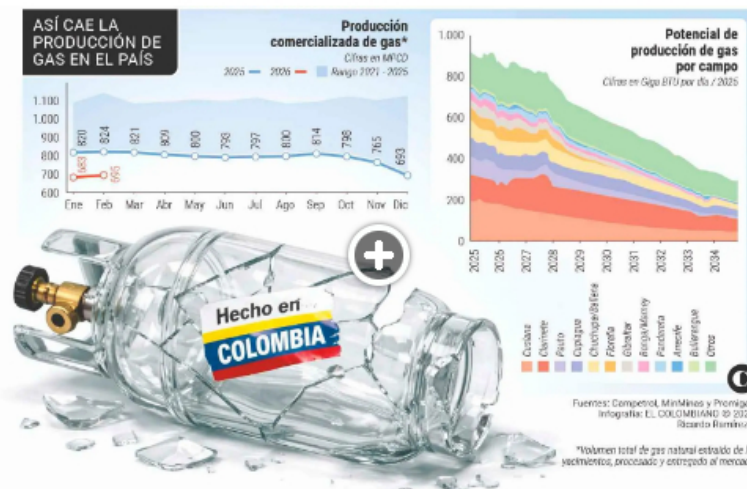 ASÍ CAE LA
PRODUCCIÓN DE
GAS EN EL PAÍS
Producción
comercializada de gas*
Cifras en MPCD
2025 2026 Rango 2021 - 2025
1.100
1.000
900
800
700
600
820 824 821 809 800 793 797 800 814 798 765 693
683 695
Ene Feb Mar Abr May Jun Jul Ago Sep Oct Nov Dic
Potencial de
producción de gas
por campo
Cifras en Giga BTU por día / 2025
1.000
800
600
400
200
0
2025 2026 2027 2028 2029 2030 2031 2032 2033 2034
Cusiana
Clarinete
Pauto
Cupiagua
Chuchupa/Ballena
Floreña
Gibraltar
Bonga/Mamey
Pandereta
Arrecife
Bullerengue
Otros
Hecho en
COLOMBIA
Fuentes: Campetrol, MinMinas y Promiga
Infografía: EL COLOMBIANO © 202
Ricardo Ramírez
*Volumen total de gas natural extraído de l
yacimientos, procesado y entregado al mercad